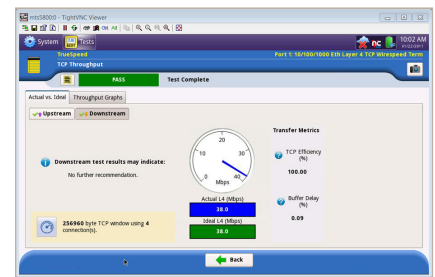 mts5800:0 - TightVNC Viewer
System
Tests
10:02 AM
TrueSpeed
Port 1: 10/100/1000 Eth Layer 4 TCP Wirespeed Term
TCP Throughput
PASS
Test Complete
Actual vs. Ideal
Throughput Graphs
Upstream
Downstream
Downstream test results may indicate:
No further recommendation.
256960 byte TCP window using 4
connection(s).
20
10
30
0
40
Mbps
Actual L4 (Mbps)
38.0
Ideal L4 (Mbps)
38.0
Transfer Metrics
TCP Efficiency
(%)
100.00
Buffer Delay
(%)
0.09
Back